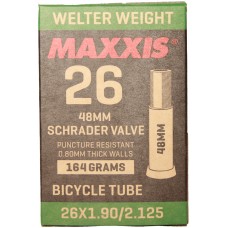 WELTER WEIGHT
MAXXIS
26
48MM
SCHRADER VALVE
PUNCTURE RESISTANT
0.80MM THICK WALLS
164 GRAMS
48MM
BICYCLE TUBE
26X1.90/2.125